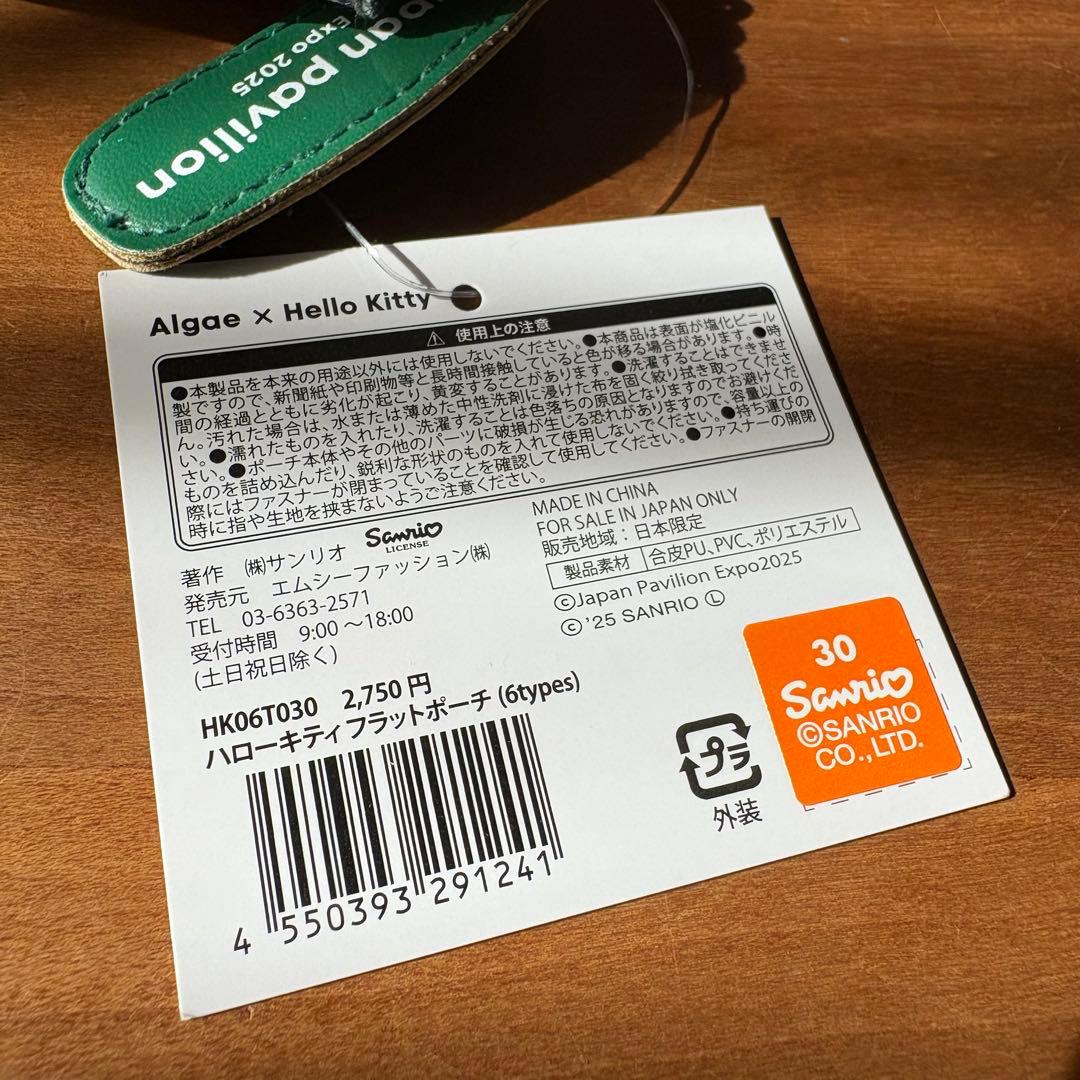 pan pavilion
Expo 2025
Algae × Hello Kitty
使用上の注意
●本製品を本来の用途以外には使用しないでください。●本商品は表面が塩化ビニル
製ですので、新聞紙や印刷物等と長時間接触していると色が移る場合があります。●時
間の経過とともに劣化が起こり、黄変することがあります。●洗濯することはできませ
ん。汚れた場合は、水または薄めた中性洗剤に浸けた布を固く絞り拭き取ってくださ
い。●濡れたものを入れたり、洗濯することは色落ちの原因となりますのでお避けくだ
さい。●ポーチ本体やその他のパーツに破損が生じる恐れがありますので、容量以上の
ものを詰め込んだり、鋭利な形状のものを入れて使用しないでください。●持ち運びの
際にはファスナーが閉まっていることを確認して使用してください。●ファスナーの開閉
時に指や生地を挟まないようご注意ください。
著作 (株)サンリオ
Sanrio
LICENSE
発売元 エムシーファッション(株)
TEL 03-6363-2571
受付時間 9:00〜18:00
(土日祝日除く)
MADE IN CHINA
FOR SALE IN JAPAN ONLY
販売地域：日本限定
製品素材 合皮PU、PVC、ポリエステル
©Japan Pavilion Expo2025
©'25 SANRIO Ⓛ
HK06T030 2,750円
ハローキティフラットポーチ (6types)
4 550393 291241
プラ
外装
30
Sanrio
©SANRIO
CO.,LTD.